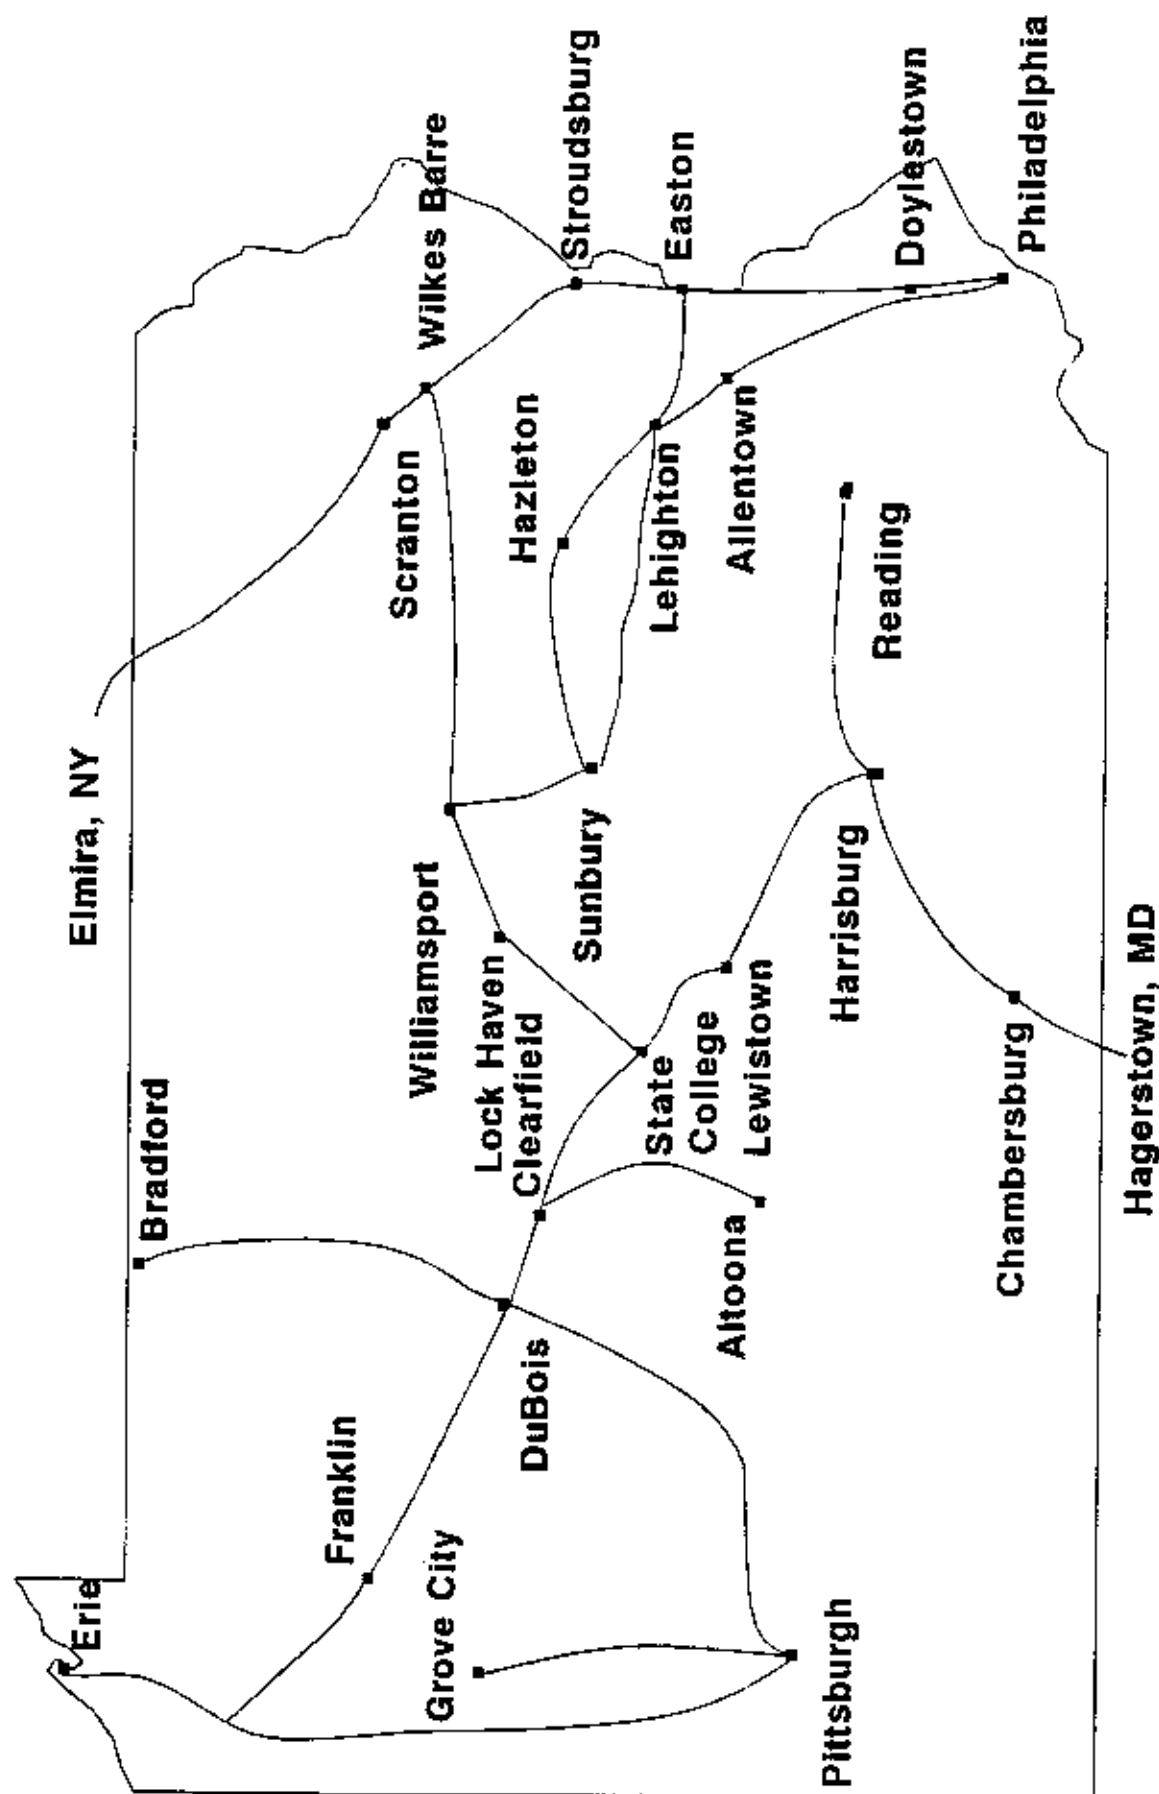 Elmira, NY
Erie
Bradford
Scranton
Wilkes Barre
Stroudsburg
Franklin
Williamsport
Hazleton
Easton
Grove City
DuBois
Lock Haven
Clearfield
Sunbury
Lehighton
Allentown
Doylestown
State
College
Lewistown
Altoona
Reading
Philadelphia
Pittsburgh
Harrisburg
Chambersburg
Hagerstown, MD